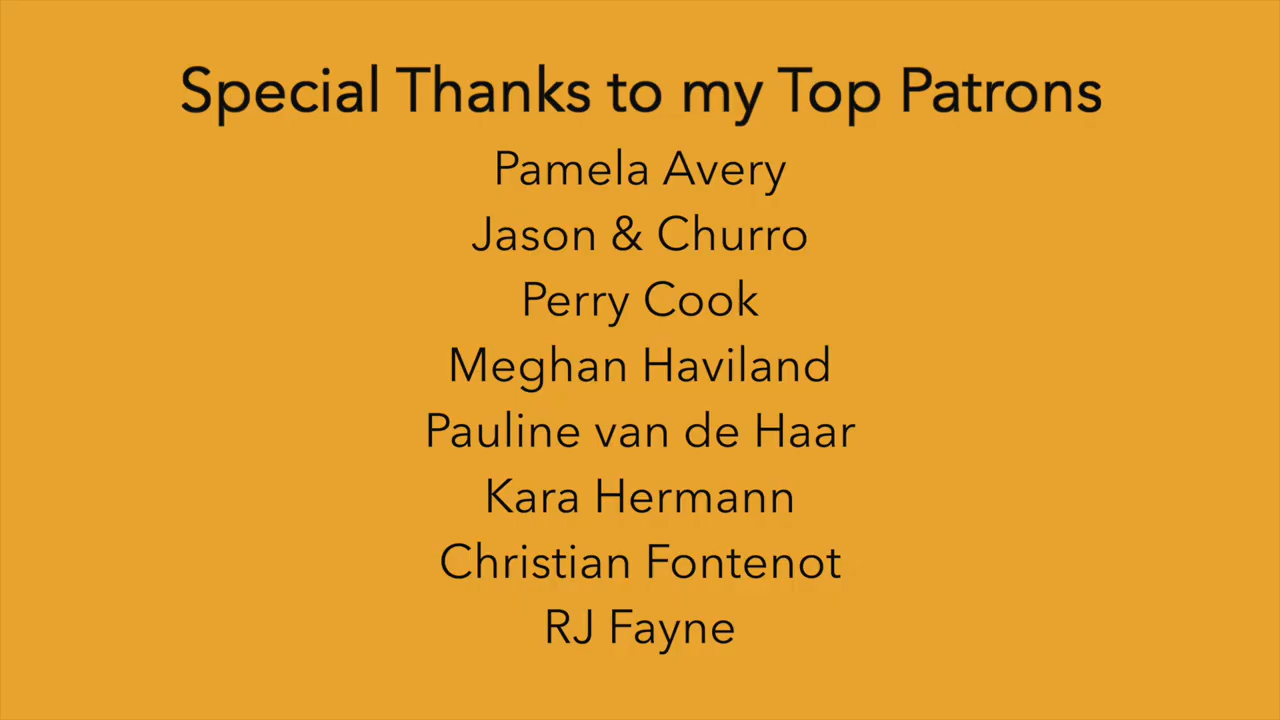 Special Thanks to my Top Patrons
Pamela Avery
Jason & Churro
Perry Cook
Meghan Haviland
Pauline van de Haar
Kara Hermann
Christian Fontenot
RJ Fayne